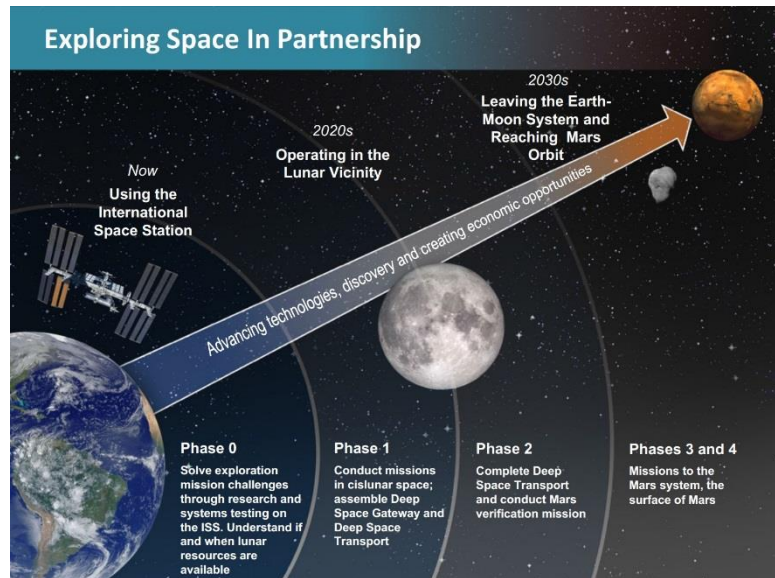 Exploring Space In Partnership
Now
Using the
International
Space Station
2020s
Operating in the
Lunar Vicinity
2030s
Leaving the Earth-
Moon System and
Reaching Mars
Orbit
Advancing technologies, discovery and creating economic opportunities
Phase 0
Solve exploration
mission challenges
through research and
systems testing on
the ISS. Understand if
and when lunar
resources are
available
Phase 1
Conduct missions
in cislunar space;
assemble Deep
Space Gateway and
Deep Space
Transport
Phase 2
Complete Deep
Space Transport
and conduct Mars
verification mission
Phases 3 and 4
Missions to the
Mars system, the
surface of Mars